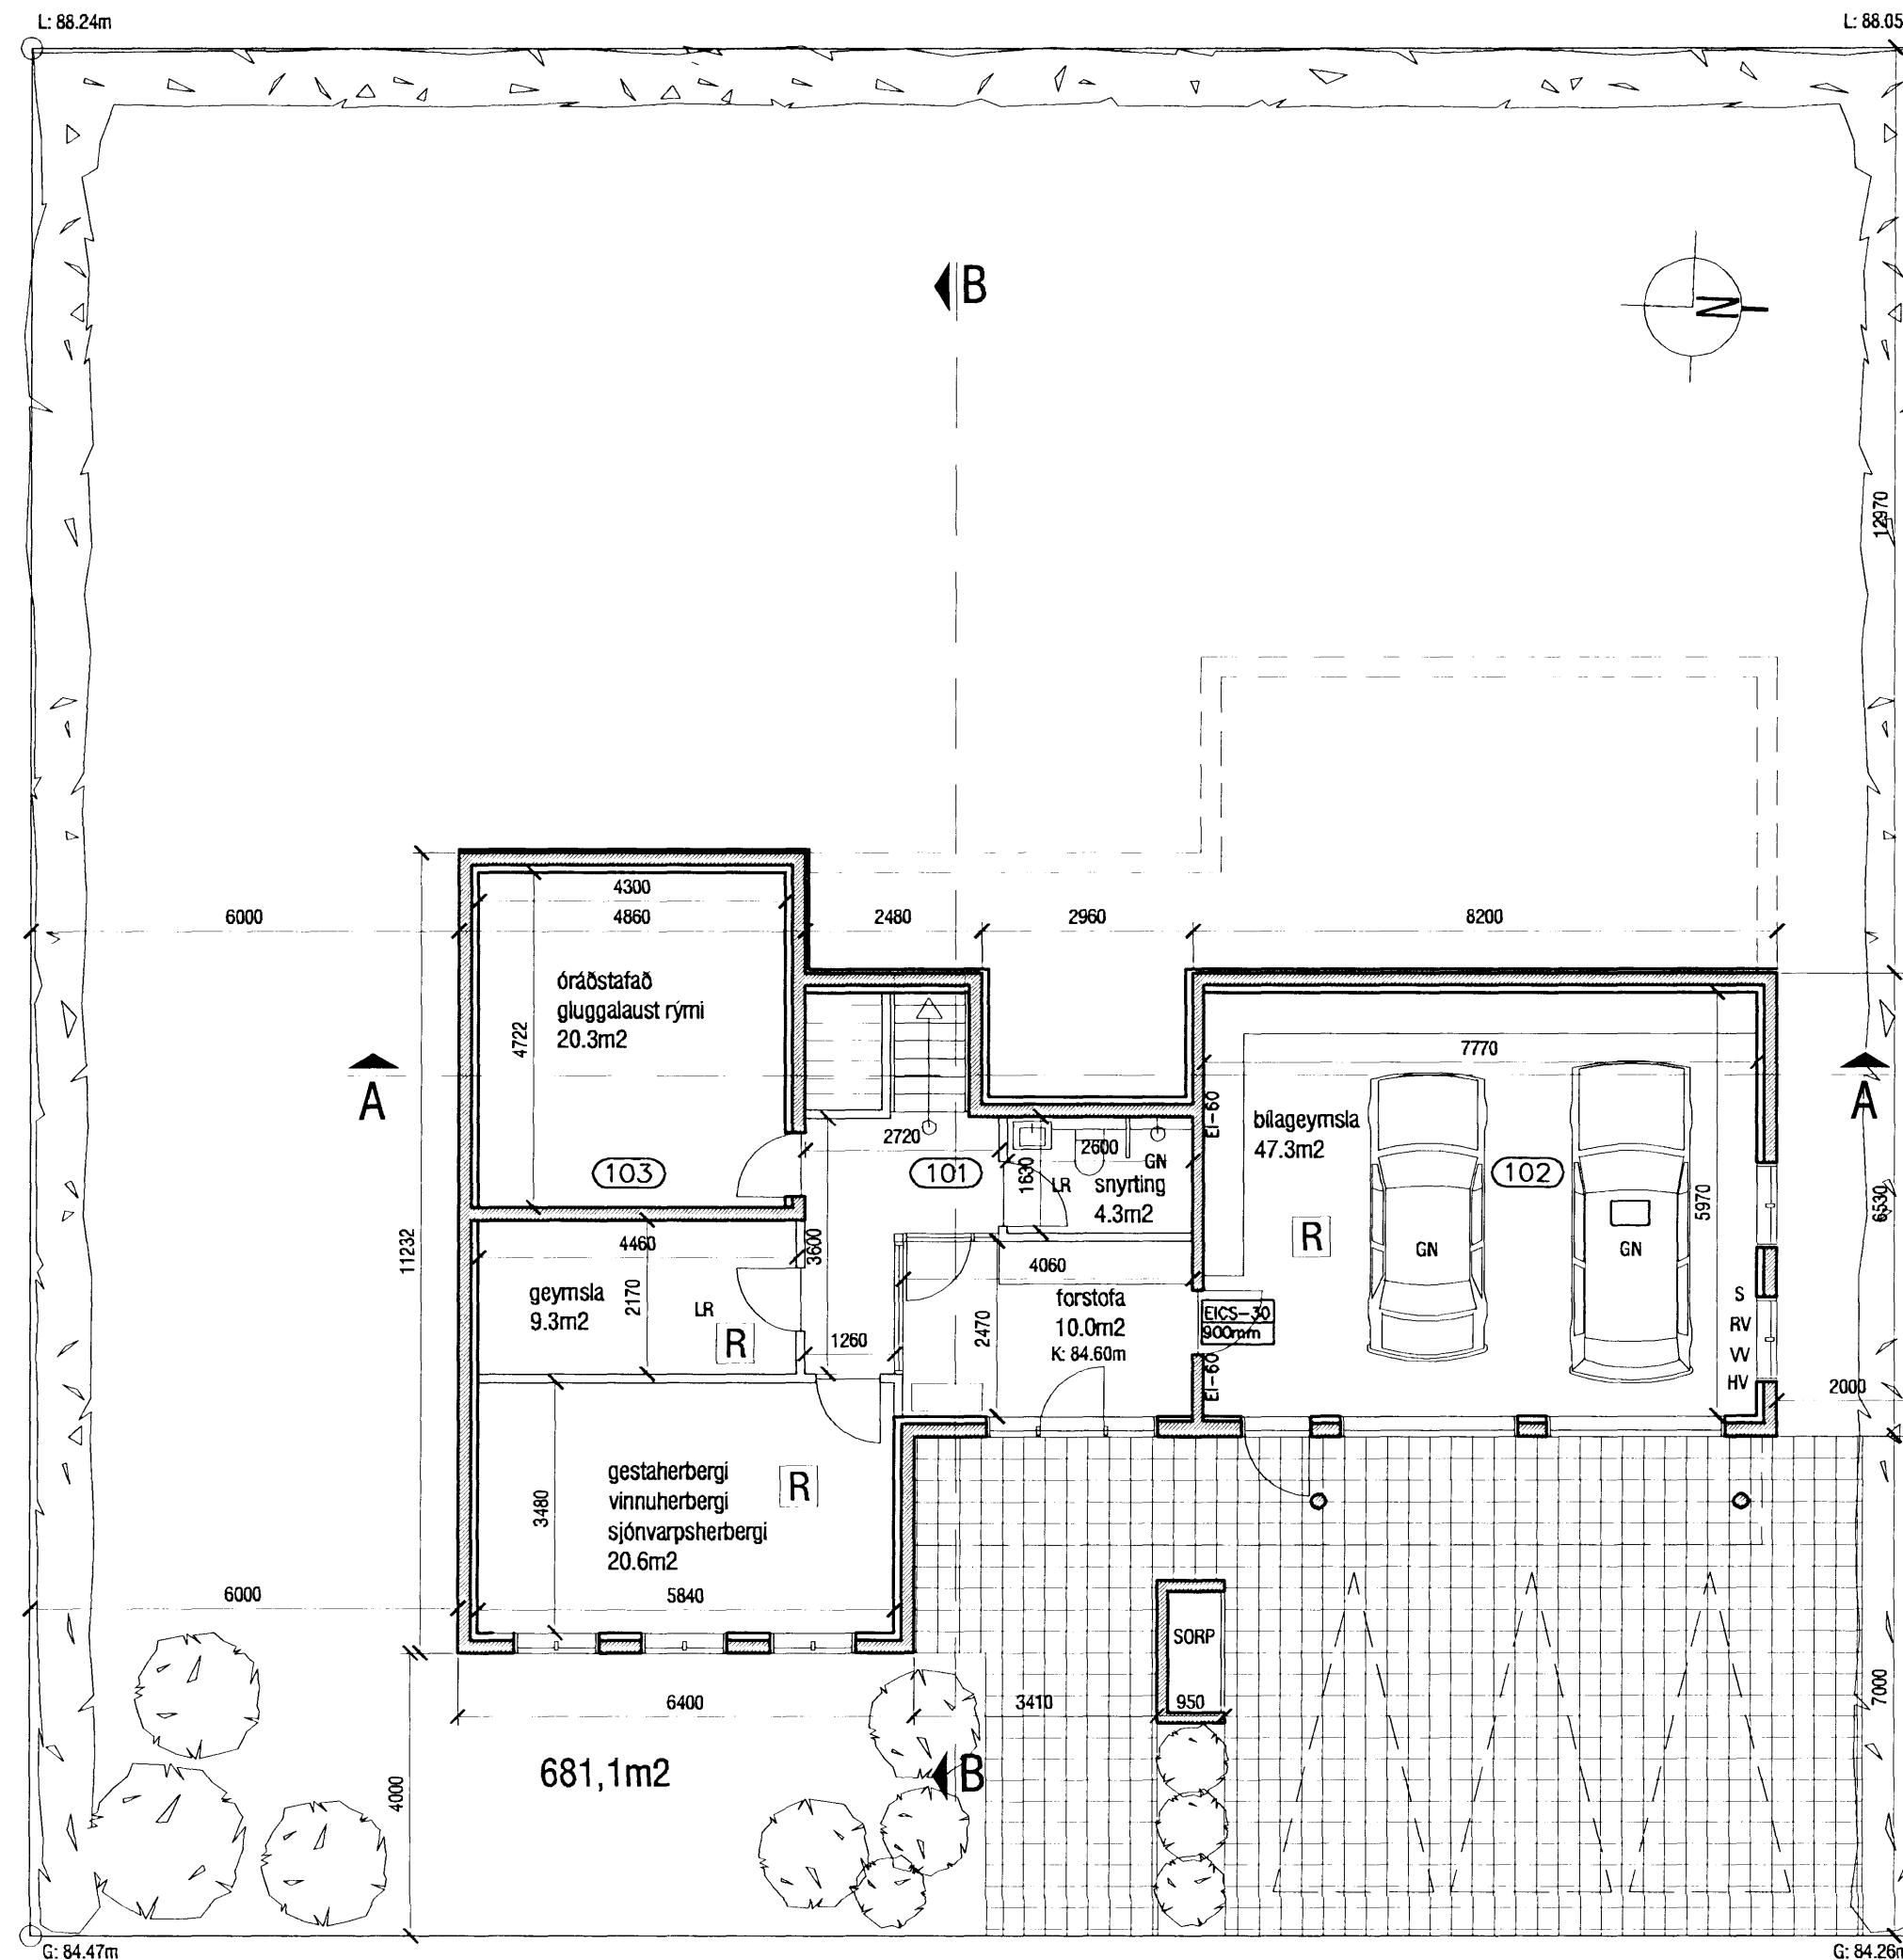 L: 88.24m
L: 88.05
B
N
12970
4300
6000
4860
2480
2960
8200
óráðstafað
gluggalaust rými
20.3m2
4722
A
7770
EI-60
bílageymsla
47.3m2
A
2720
2600
GN
103
101
1630
LR
snyrting
4.3m2
102
5970
6530
11232
R
GN
GN
4460
3600
4060
geymsla
9.3m2
2170
LR
R
forstofa
10.0m2
K: 84.60m
2470
EICS-30
900mm
S
RV
VV
HV
1260
EI-60
2000
gestaherbergi
vinnuherbergi
sjónvarpsherbergi
20.6m2
R
3480
6000
5840
SORP
6400
3410
950
7000
681,1m2
B
4000
G: 84.47m
G: 84.26m